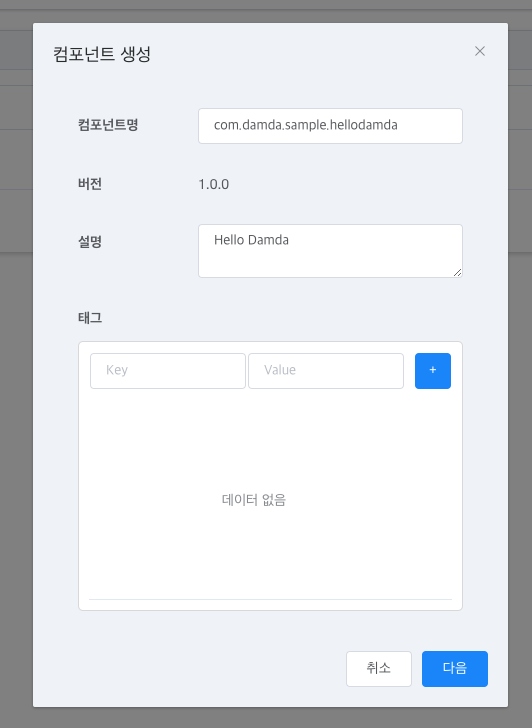 컴포넌트 생성
컴포넌트명
com.damda.sample.hellodamda
버전
1.0.0
설명
Hello Damda
태그
Key
Value
+
데이터 없음
취소
다음